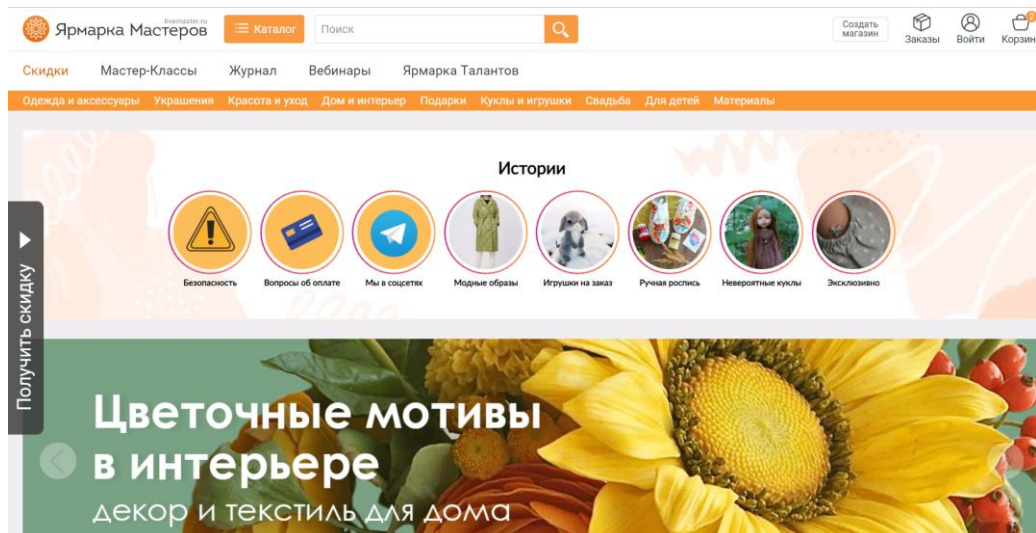 livemaster.ru
Ярмарка Мастеров
Каталог
Поиск
Создать
магазин
Заказы
Войти
2
Корзин
Скидки Мастер-Классы Журнал Вебинары Ярмарка Талантов
Одежда и аксессуары Украшения Красота и уход Дом и интерьер Подарки Куклы и игрушки Свадьба Для детей Материалы
Истории
Безопасность Вопросы об оплате Мы в соцсетях Модные образы Игрушки на заказ Ручная роспись Невероятные куклы Эксклюзивно
Получить скидку
Цветочные мотивы
в интерьере
декор и текстиль для дома